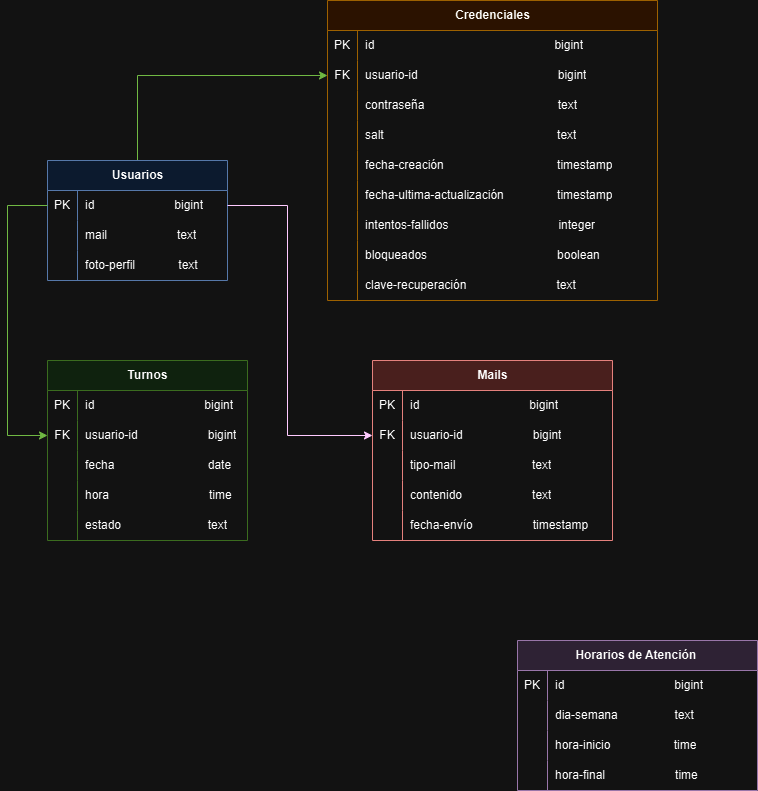 Credenciales
PK id bigint
FK usuario-id bigint
contraseña text
salt text
fecha-creación timestamp
fecha-ultima-actualización timestamp
intentos-fallidos integer
bloqueados boolean
clave-recuperación text
Usuarios
PK id bigint
mail text
foto-perfil text
Turnos
PK id bigint
FK usuario-id bigint
fecha date
hora time
estado text
Mails
PK id bigint
FK usuario-id bigint
tipo-mail text
contenido text
fecha-envío timestamp
Horarios de Atención
PK id bigint
dia-semana text
hora-inicio time
hora-final time